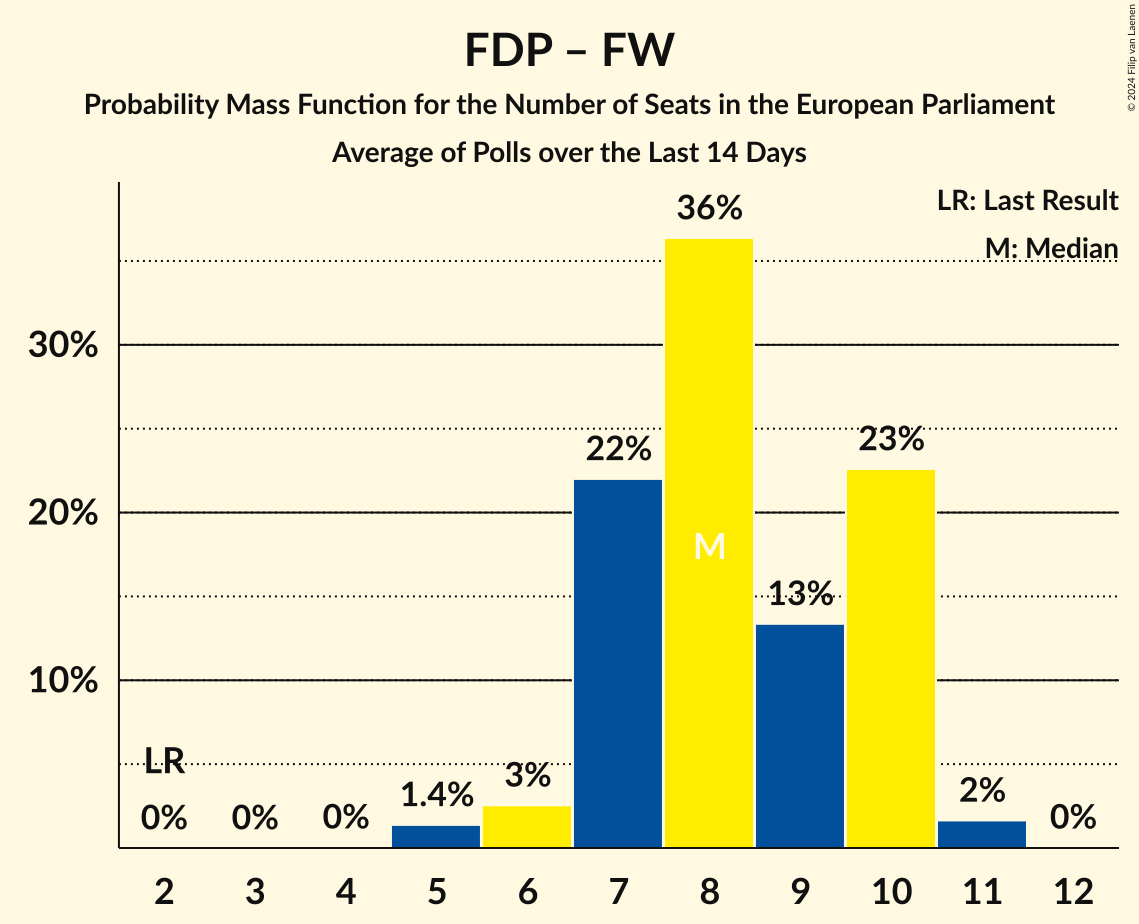 FDP – FW
Probability Mass Function for the Number of Seats in the European Parliament
Average of Polls over the Last 14 Days
© 2024 Filip van Laenen
LR: Last Result
M: Median
36%
30%
23%
22%
20%
M
13%
10%
LR
3%
1.4%
2%
0% 0% 0% 0%
2 3 4 5 6 7 8 9 10 11 12